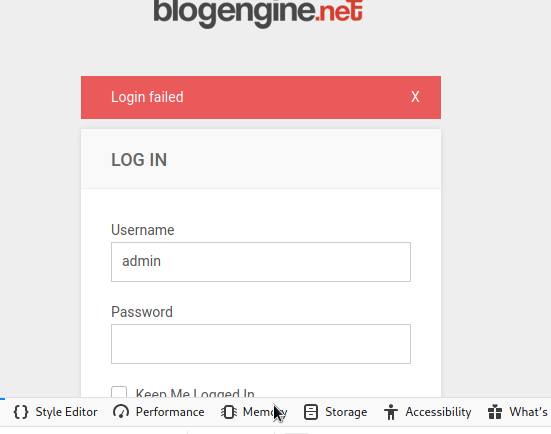 blogengine.net
Login failed X
LOG IN
Username
admin
Password
Keep Me Logged In
Style Editor Performance Memory Storage Accessibility What's